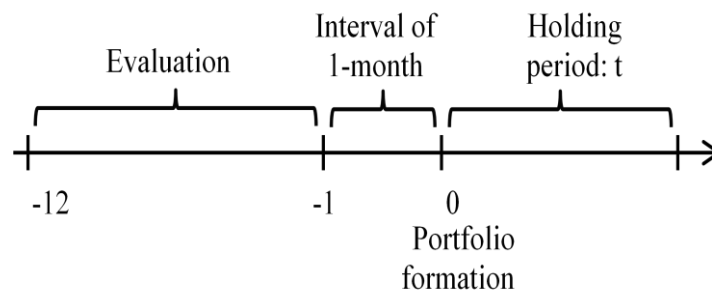 Evaluation
Interval of
1-month
Holding
period: t
-12
-1
0
Portfolio
formation